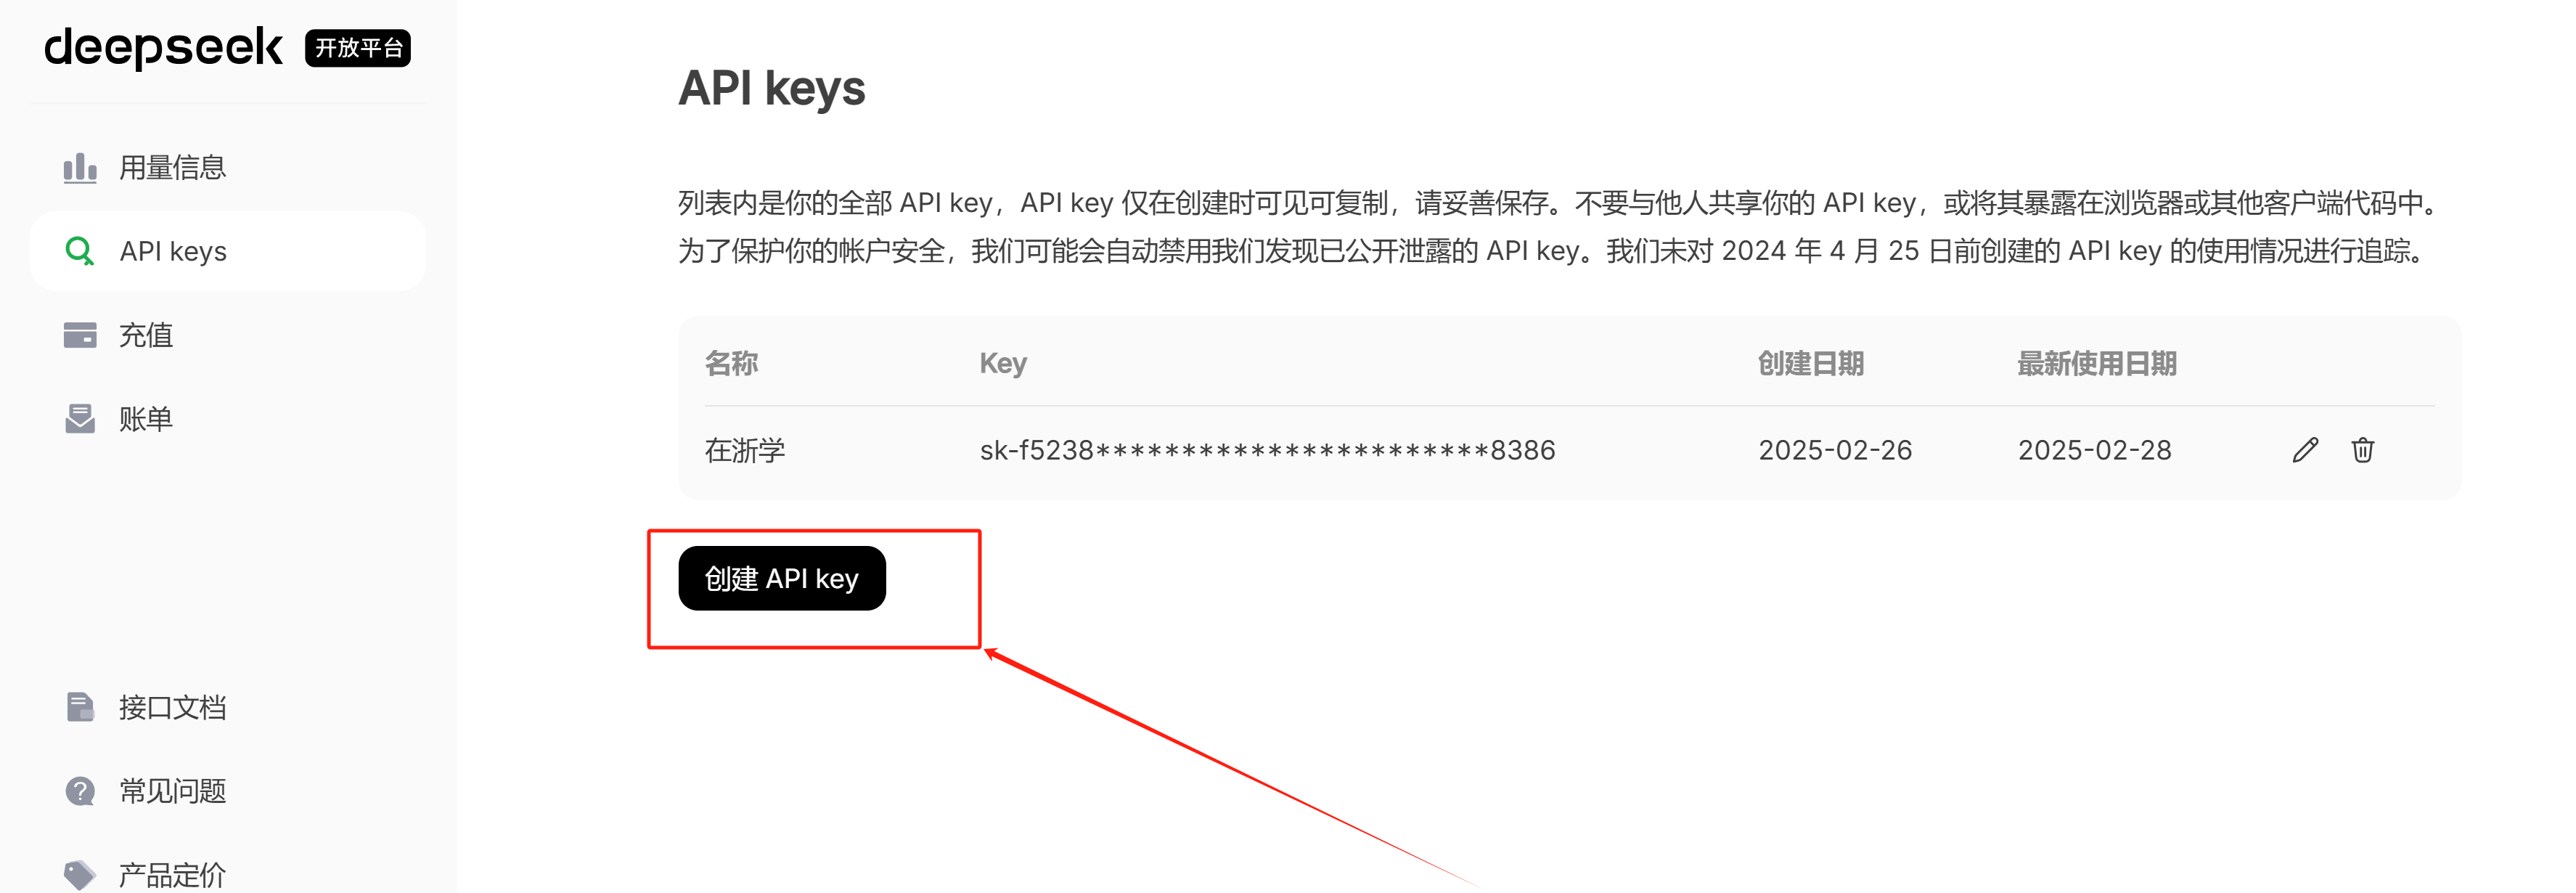 deepseek 开放平台
用量信息
API keys
充值
账单
接口文档
常见问题
产品定价
API keys
列表内是你的全部 API key，API key 仅在创建时可见可复制，请妥善保存。不要与他人共享你的 API key，或将其暴露在浏览器或其他客户端代码中。
为了保护你的帐户安全，我们可能会自动禁用我们发现已公开泄露的 API key。我们未对 2024 年 4 月 25 日前创建的 API key 的使用情况进行追踪。
名称 Key 创建日期 最新使用日期
在浙学 sk-f5238***********************8386 2025-02-26 2025-02-28
创建 API key